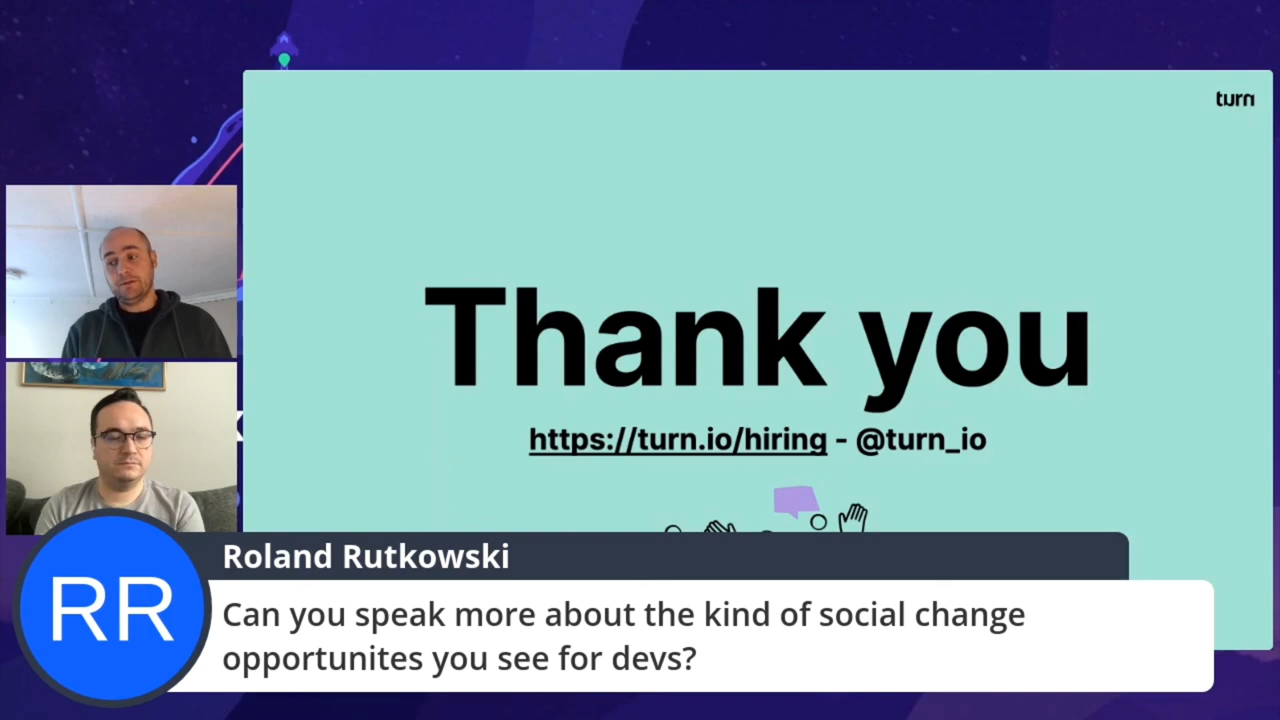 turn
Thank you
https://turn.io/hiring - @turn_io
RR
Roland Rutkowski
Can you speak more about the kind of social change
opportunites you see for devs?